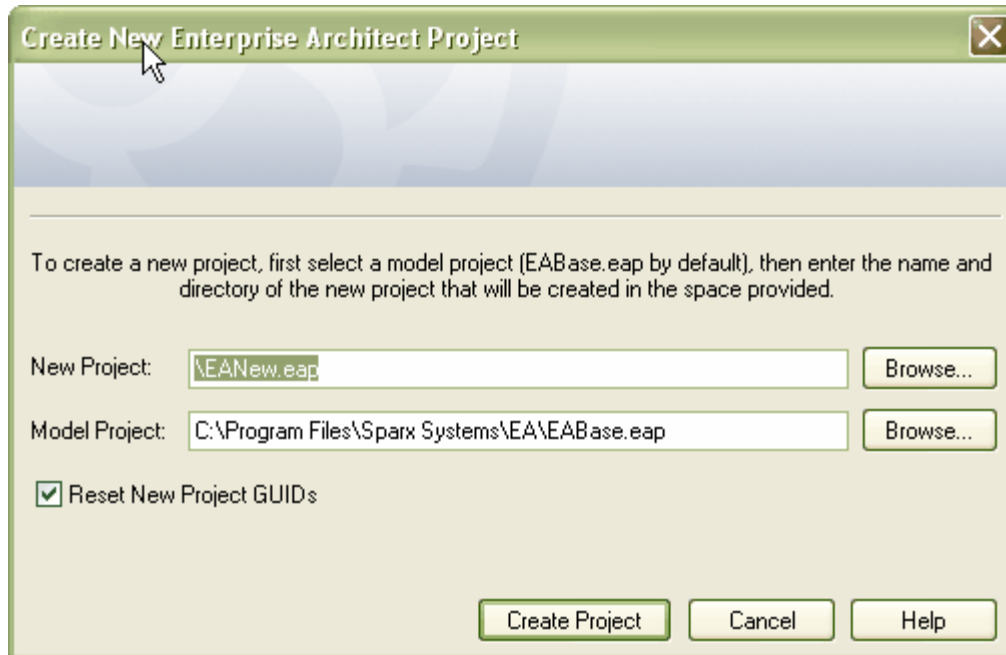 Create New Enterprise Architect Project
To create a new project, first select a model project (EABase.eap by default), then enter the name and
directory of the new project that will be created in the space provided.
New Project: \EANew.eap Browse...
Model Project: C:\Program Files\Sparx Systems\EA\EABase.eap Browse...
Reset New Project GUIDs
Create Project Cancel Help